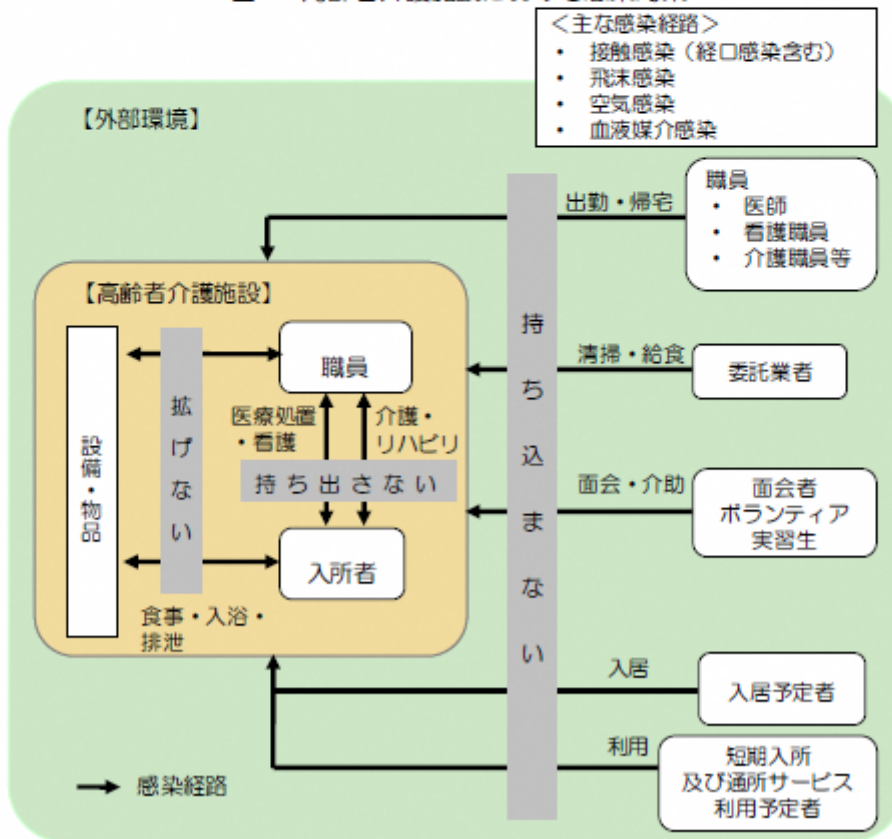 ＜主な感染経路＞
・ 接触感染（経口感染含む）
・ 飛沫感染
・ 空気感染
・ 血液媒介感染
【外部環境】
職員
・ 医師
・ 看護職員
・ 介護職員等
出勤・帰宅
持ち込まない
【高齢者介護施設】
職員
清掃・給食
委託業者
拡げない
医療処置
・看護
介護・
リハビリ
設備・物品
持ち出さない
面会・介助
面会者
ボランティア
実習生
入所者
食事・入浴・
排泄
入居
入居予定者
利用
短期入所
及び通所サービス
利用予定者
感染経路